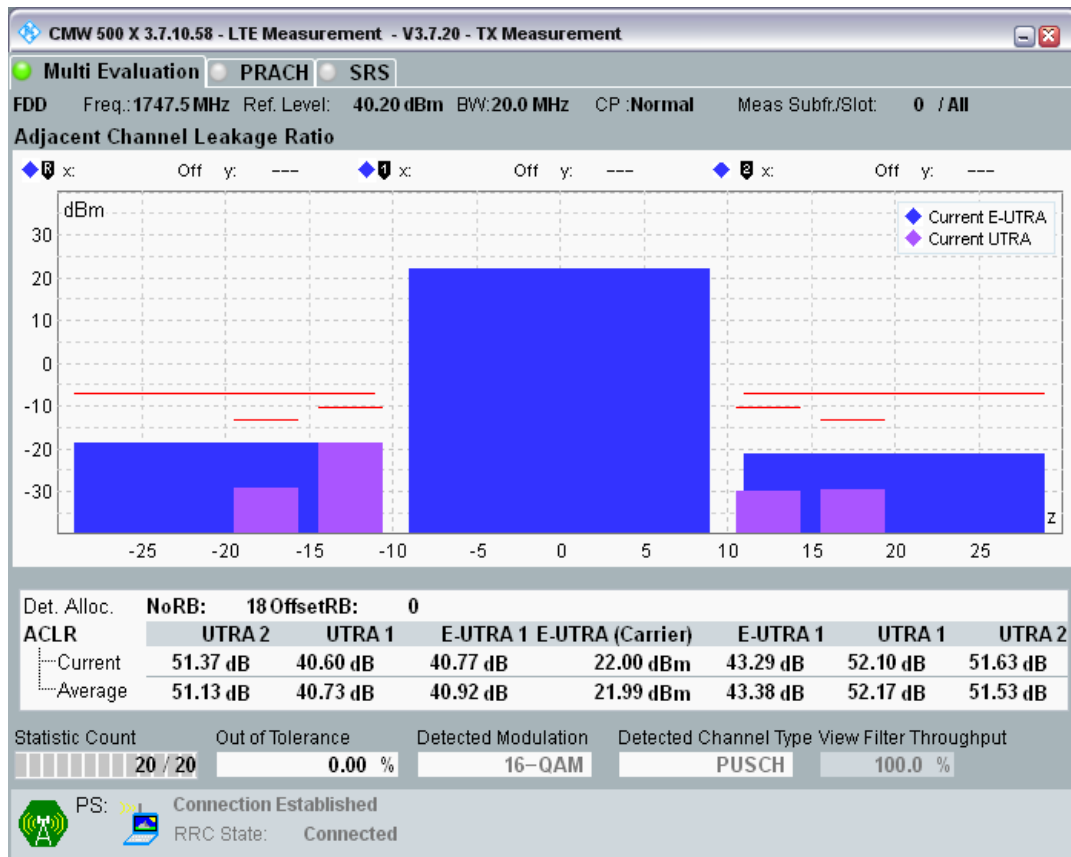 CMW 500 X 3.7.10.58 - LTE Measurement - V3.7.20 - TX Measurement
Multi Evaluation PRACH SRS
FDD Freq.:1747.5 MHz Ref. Level: 40.20 dBm BW:20.0 MHz CP :Normal Meas Subfr./Slot: 0 / All
Adjacent Channel Leakage Ratio
R x: Off y: --- 1 x: Off y: --- 2 x: Off y: ---
dBm
Current E-UTRA
Current UTRA
30
20
10
0
-10
-20
-30
z
-25 -20 -15 -10 -5 0 5 10 15 20 25
Det. Alloc. NoRB: 18 OffsetRB: 0
ACLR UTRA 2 UTRA 1 E-UTRA 1 E-UTRA (Carrier) E-UTRA 1 UTRA 1 UTRA 2
Current 51.37 dB 40.60 dB 40.77 dB 22.00 dBm 43.29 dB 52.10 dB 51.63 dB
Average 51.13 dB 40.73 dB 40.92 dB 21.99 dBm 43.38 dB 52.17 dB 51.53 dB
Statistic Count Out of Tolerance Detected Modulation Detected Channel Type View Filter Throughput
20 / 20 0.00 % 16-QAM PUSCH 100.0 %
PS: Connection Established
RRC State: Connected